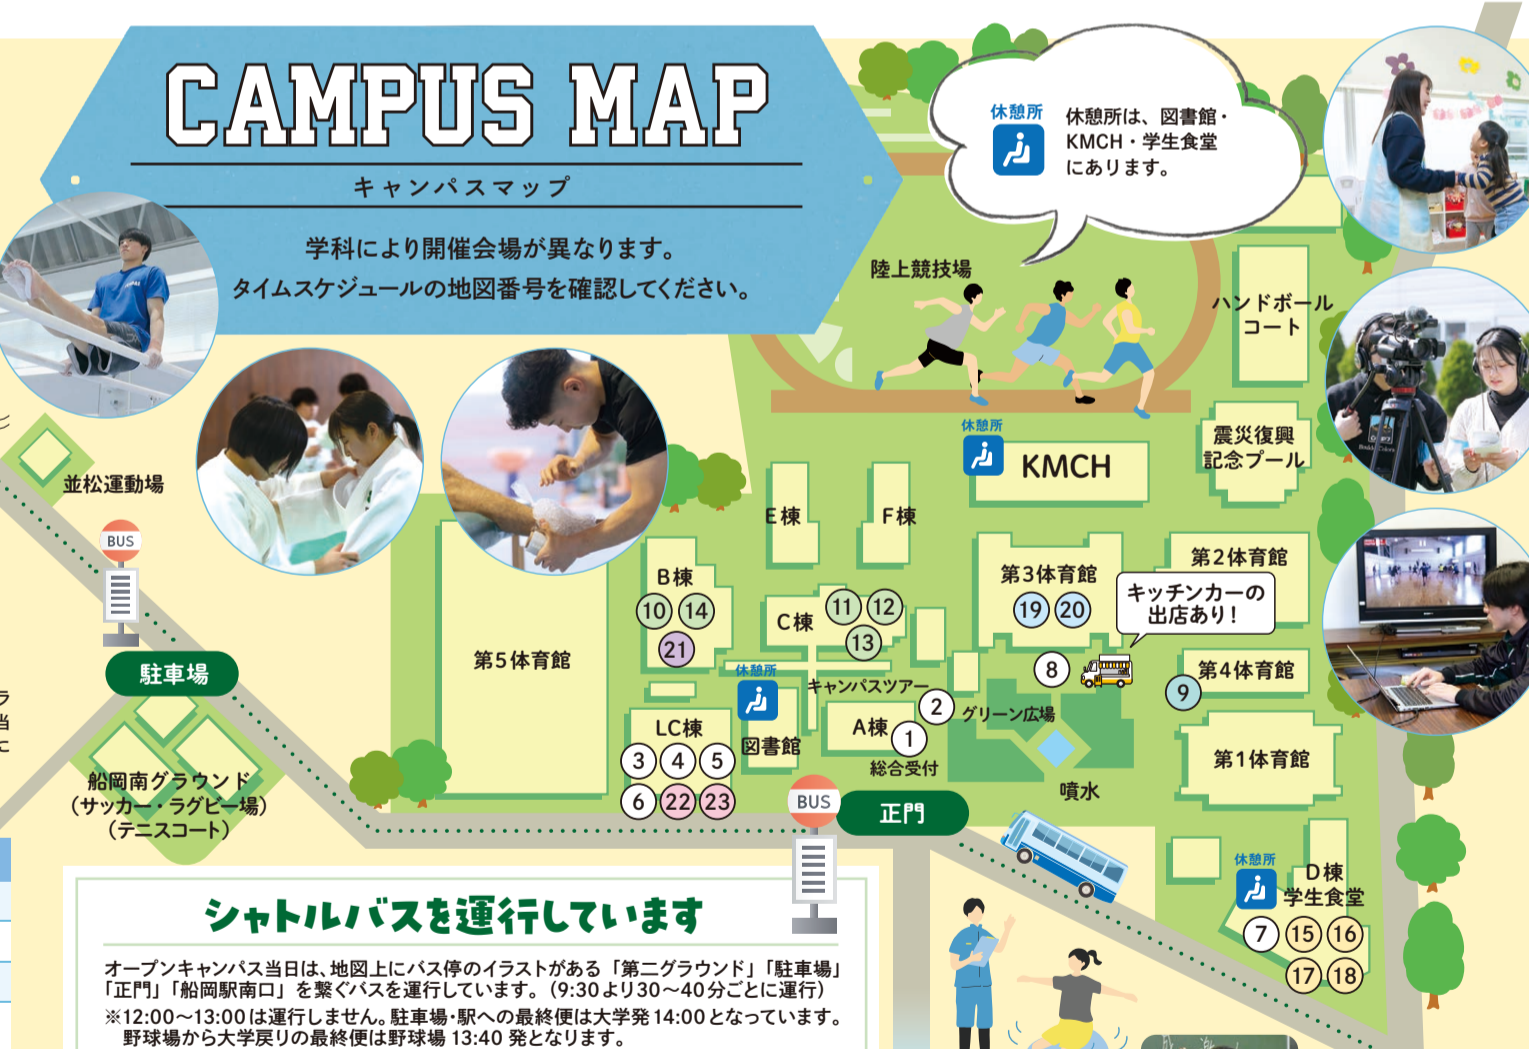 CAMPUS MAP
キャンパスマップ
学科により開催会場が異なります。
タイムスケジュールの地図番号を確認してください。
休憩所
休憩所は、図書館・
KMCH・学生食堂
にあります。
陸上競技場
ハンドボール
コート
休憩所
KMCH
震災復興
記念プール
並松運動場
BUS
駐車場
船岡南グラウンド
(サッカー・ラグビー場)
(テニスコート)
第5体育館
B棟
10 14
21
E棟
F棟
C棟
11 12
13
第3体育館
19 20
第2体育館
キッチンカーの
出店あり!
8
第4体育館
9
休憩所
図書館
キャンパスツアー
2
A棟
1
総合受付
グリーン広場
噴水
第1体育館
LC棟
3 4 5
6 22 23
BUS
正門
休憩所
D棟
学生食堂
7 15 16
17 18
シャトルバスを運行しています
オープンキャンパス当日は、地図上にバス停のイラストがある「第二グラウンド」「駐車場」
「正門」「船岡駅南口」を繋ぐバスを運行しています。(9:30より30〜40分ごとに運行)
※12:00〜13:00は運行しません。駐車場・駅への最終便は大学発14:00となっています。
野球場から大学戻りの最終便は野球場 13:40 発となります。
ラ
当
に